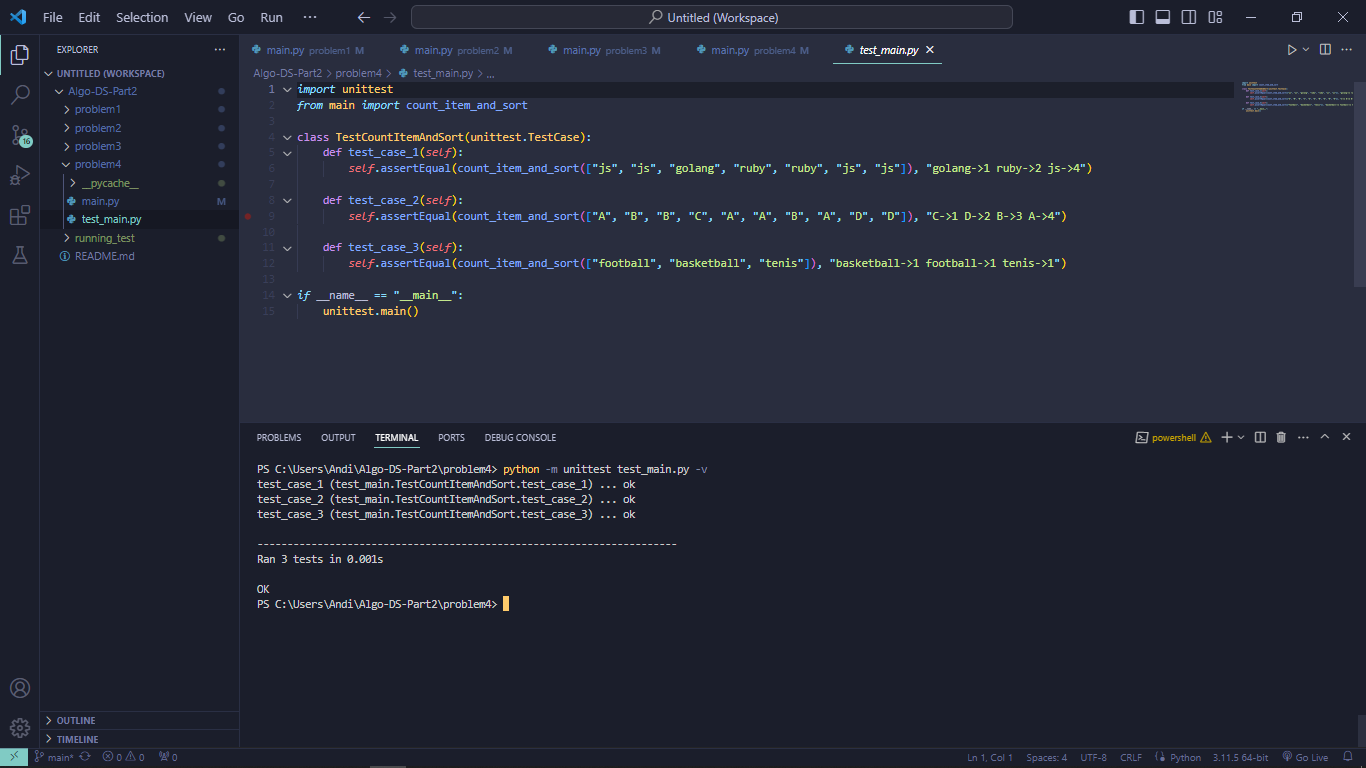 File Edit Selection View Go Run ··· Untitled (Workspace)
EXPLORER ···
UNTITLED (WORKSPACE)
Algo-DS-Part2
problem1
problem2
problem3
problem4
__pycache__
main.py M
test_main.py
running_test
README.md
OUTLINE
TIMELINE
16
main.py problem1 M main.py problem2 M main.py problem3 M main.py problem4 M test_main.py
Algo-DS-Part2 > problem4 > test_main.py > ...
1 import unittest
2 from main import count_item_and_sort
3
4 class TestCountItemAndSort(unittest.TestCase):
5 def test_case_1(self):
6 self.assertEqual(count_item_and_sort(["js", "js", "golang", "ruby", "ruby", "js", "js"]), "golang->1 ruby->2 js->4")
7
8 def test_case_2(self):
9 self.assertEqual(count_item_and_sort(["A", "B", "B", "C", "A", "A", "B", "A", "D", "D"]), "C->1 D->2 B->3 A->4")
10
11 def test_case_3(self):
12 self.assertEqual(count_item_and_sort(["football", "basketball", "tenis"]), "basketball->1 football->1 tenis->1")
13
14 if __name__ == "__main__":
15 unittest.main()
PROBLEMS OUTPUT TERMINAL PORTS DEBUG CONSOLE powershell
PS C:\Users\Andi\Algo-DS-Part2\problem4> python -m unittest test_main.py -v
test_case_1 (test_main.TestCountItemAndSort.test_case_1) ... ok
test_case_2 (test_main.TestCountItemAndSort.test_case_2) ... ok
test_case_3 (test_main.TestCountItemAndSort.test_case_3) ... ok
----------------------------------------------------------------------
Ran 3 tests in 0.001s
OK
PS C:\Users\Andi\Algo-DS-Part2\problem4>
main* 0 0 0 Ln 1, Col 1 Spaces: 4 UTF-8 CRLF Python 3.11.5 64-bit Go Live